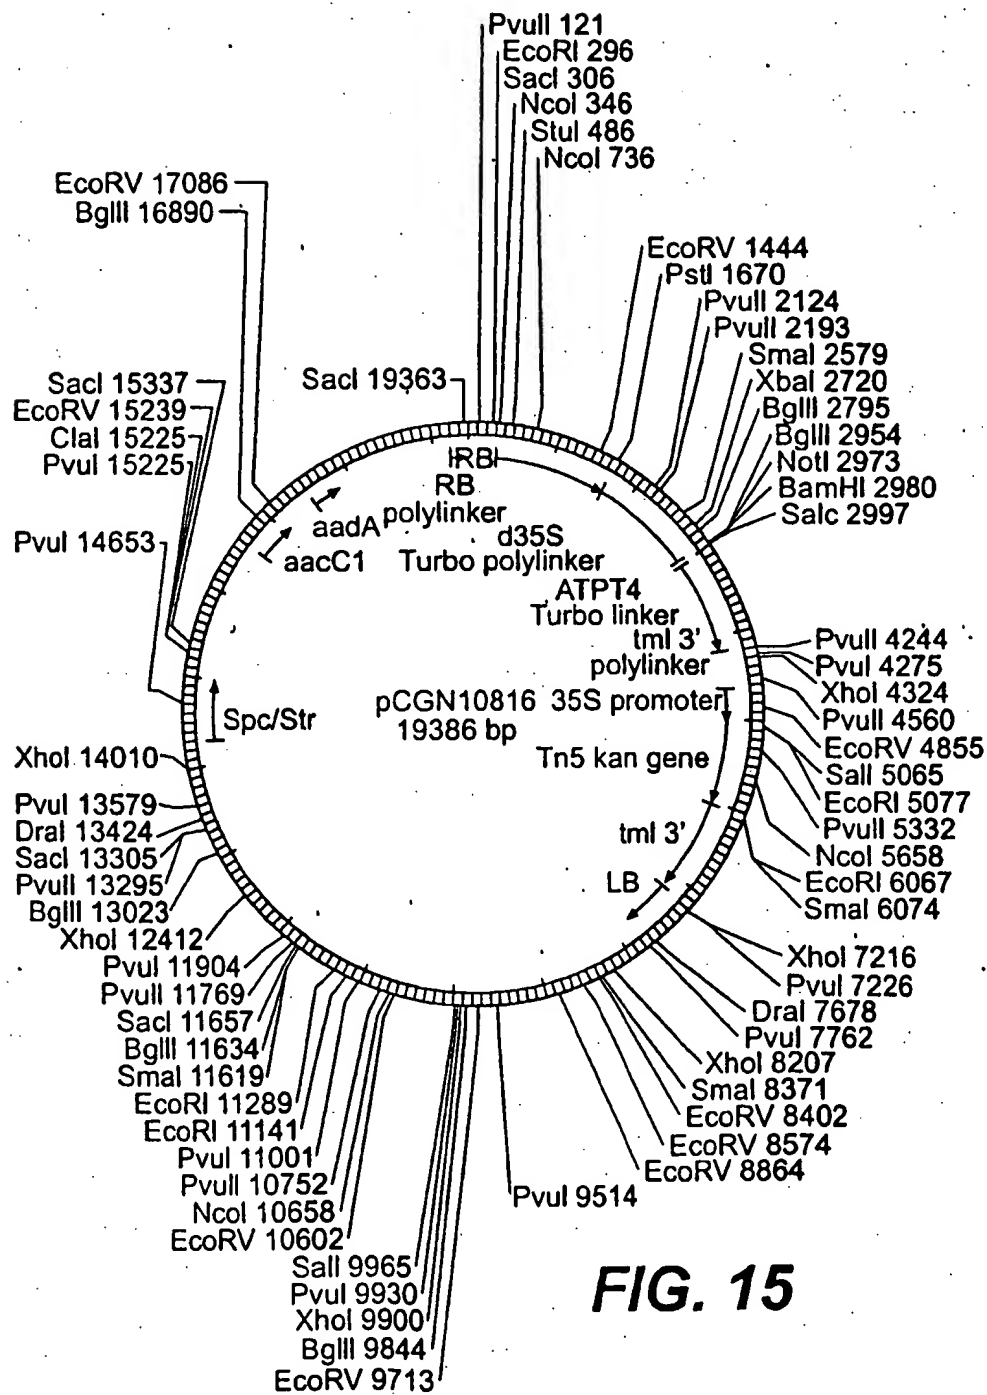 PvuII 121
EcoRI 296
SacI 306
NcoI 346
StuI 486
NcoI 736
EcoRV 17086
BglII 16890
EcoRV 1444
PstI 1670
PvuII 2124
PvuII 2193
SmaI 2579
XbaI 2720
BglII 2795
BglII 2954
NotI 2973
BamHI 2980
Salc 2997
SacI 19363
SacI 15337
EcoRV 15239
ClaI 15225
PvuI 15225
PvuI 14653
IRBI
RB
polylinker
aadA
aacC1
d35S
Turbo polylinker
ATPT4
Turbo linker
tml 3'
polylinker
pCGN10816
19386 bp
35S promoter
Tn5 kan gene
tml 3'
LB
Spc/Str
PvuII 4244
PvuI 4275
XhoI 4324
PvuII 4560
EcoRV 4855
SalI 5065
EcoRI 5077
PvuII 5332
NcoI 5658
EcoRI 6067
SmaI 6074
XhoI 7216
PvuI 7226
DraI 7678
PvuI 7762
XhoI 8207
SmaI 8371
EcoRV 8402
EcoRV 8574
EcoRV 8864
PvuI 9514
XhoI 14010
PvuI 13579
DraI 13424
SacI 13305
PvuII 13295
BglII 13023
XhoI 12412
PvuI 11904
PvuII 11769
SacI 11657
BglII 11634
SmaI 11619
EcoRI 11289
EcoRI 11141
PvuI 11001
PvuII 10752
NcoI 10658
EcoRV 10602
SalI 9965
PvuI 9930
XhoI 9900
BglII 9844
EcoRV 9713
FIG. 15